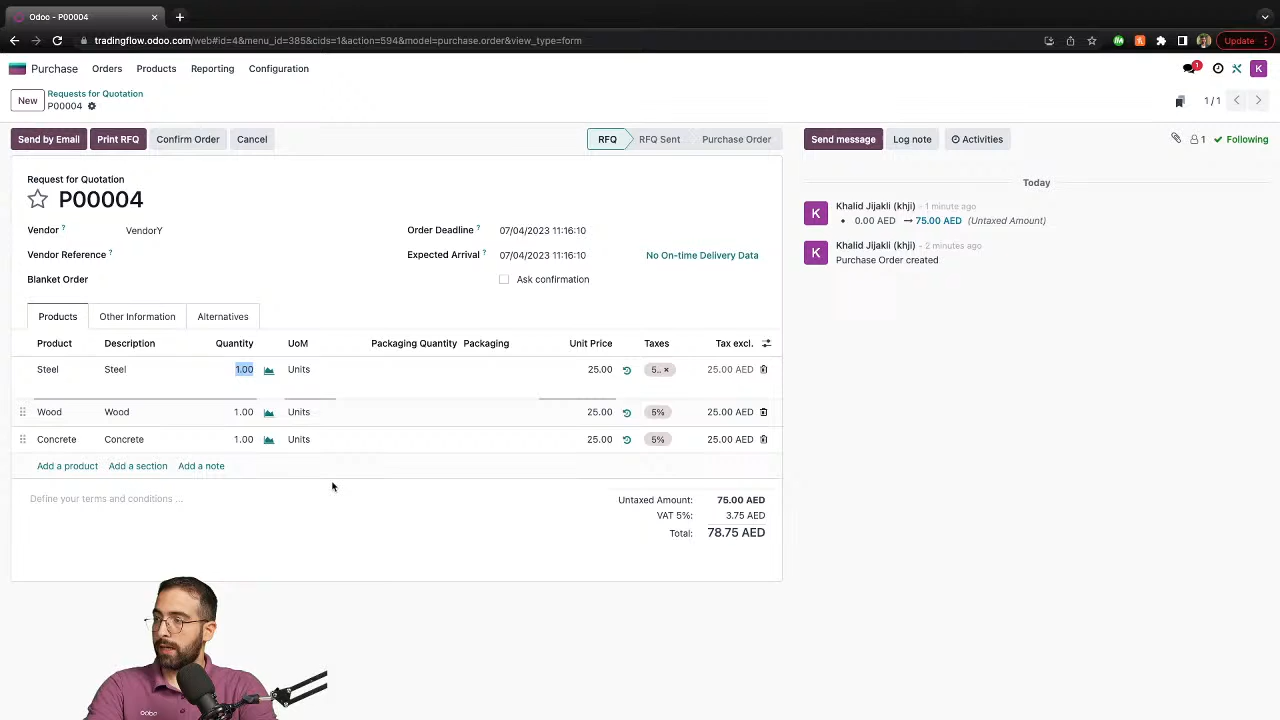 Odoo - P00004
tradingflow.odoo.com/web#id=4&menu_id=385&cids=1&action=594&model=purchase.order&view_type=form
Update
Purchase Orders Products Reporting Configuration
1
K
New
Requests for Quotation
P00004
1/1
Send by Email Print RFQ Confirm Order Cancel
RFQ RFQ Sent Purchase Order
Send message Log note Activities
1 Following
Request for Quotation
P00004
Vendor ? VendorY
Order Deadline ? 07/04/2023 11:16:10
Vendor Reference ?
Expected Arrival ? 07/04/2023 11:16:10 No On-time Delivery Data
Blanket Order
Ask confirmation
Products Other Information Alternatives
Product Description Quantity UoM Packaging Quantity Packaging Unit Price Taxes Tax excl.
Steel Steel 1.00 Units 25.00 5.. × 25.00 AED
Wood Wood 1.00 Units 25.00 5% 25.00 AED
Concrete Concrete 1.00 Units 25.00 5% 25.00 AED
Add a product Add a section Add a note
Define your terms and conditions ...
Untaxed Amount: 75.00 AED
VAT 5%: 3.75 AED
Total: 78.75 AED
Today
K
Khalid Jijakli (khji) - 1 minute ago
• 0.00 AED → 75.00 AED (Untaxed Amount)
K
Khalid Jijakli (khji) - 2 minutes ago
Purchase Order created
odoo